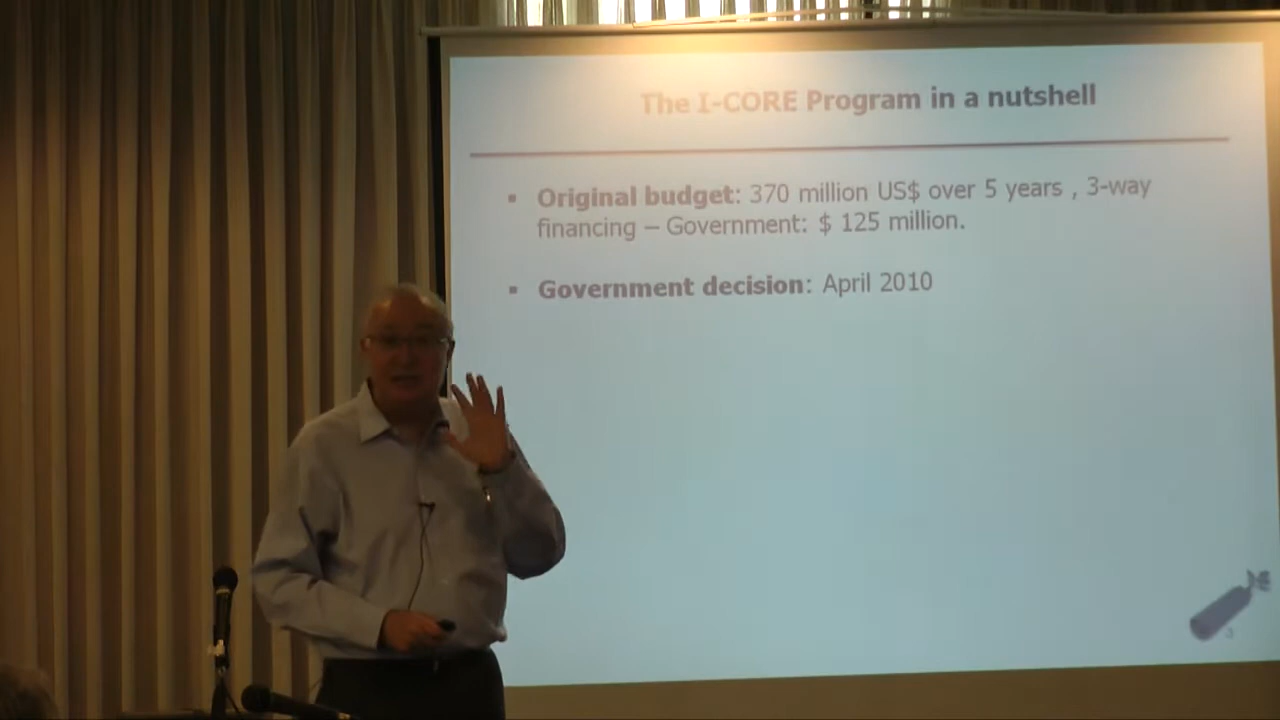 The I-CORE Program in a nutshell
▪ Original budget: 370 million US$ over 5 years , 3-way
financing – Government: $ 125 million.
▪ Government decision: April 2010